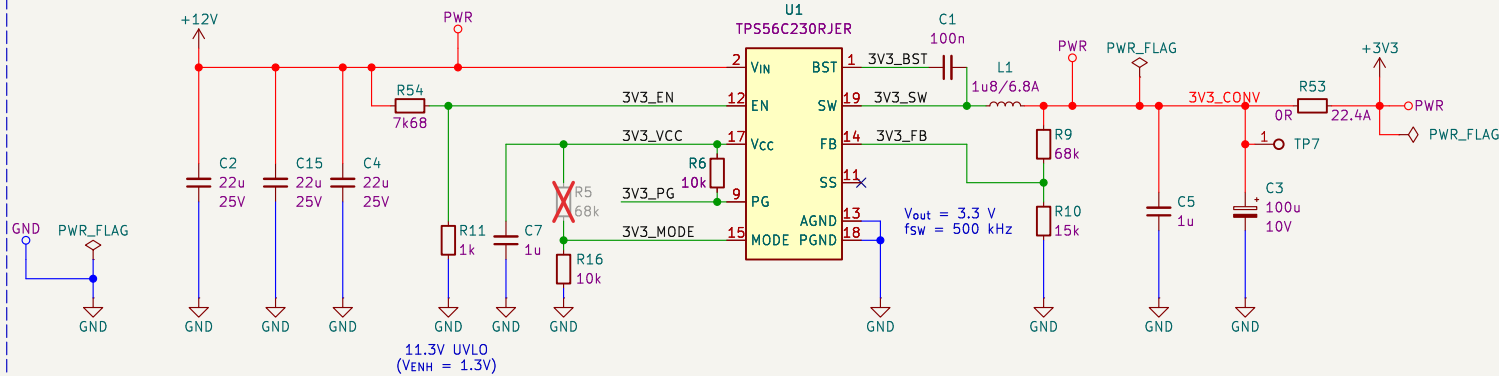 U1
TPS56C230RJER
+12V
PWR
C1
100n
PWR
PWR_FLAG
+3V3
2 VIN
BST 1
3V3_BST
L1
1u8/6.8A
R54
7k68
3V3_EN
12 EN
SW 19
3V3_SW
3V3_CONV
R53
0R
22.4A
PWR
PWR_FLAG
3V3_VCC
17 VCC
FB 14
3V3_FB
R9
68k
1
TP7
C2
22u
25V
C15
22u
25V
C4
22u
25V
R5
68k
R6
10k
SS 11
3V3_PG
9 PG
AGND 13
Vout = 3.3 V
fsw = 500 kHz
R10
15k
C5
1u
+
C3
100u
10V
GND
PWR_FLAG
R11
1k
C7
1u
3V3_MODE
15 MODE
PGND 18
R16
10k
GND
GND
GND
GND
GND
GND
GND
GND
GND
GND
GND
11.3V UVLO
(VENH = 1.3V)